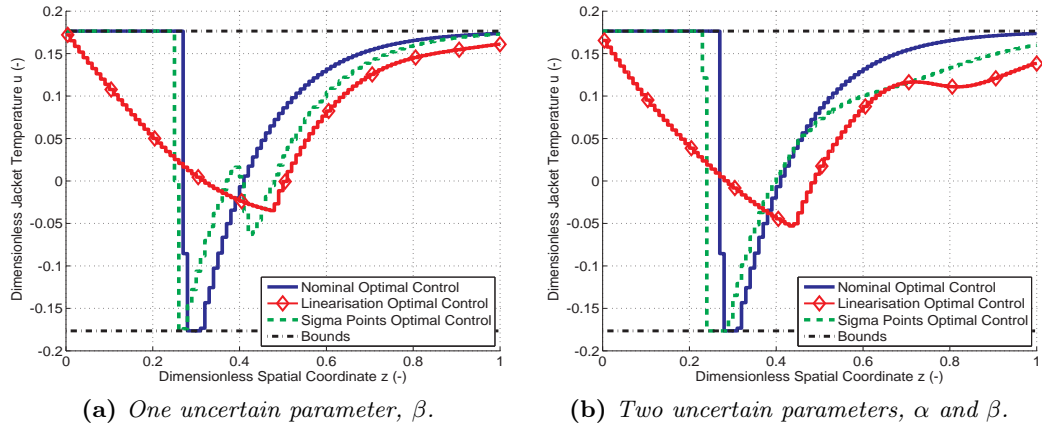 0.2
0.15
0.1
0.05
0
-0.05
-0.1
-0.15
-0.2
Dimensionless Jacket Temperature u (-)
0 0.2 0.4 0.6 0.8 1
Dimensionless Spatial Coordinate z (-)
Nominal Optimal Control
Linearisation Optimal Control
Sigma Points Optimal Control
Bounds
(a) One uncertain parameter, β.
0.2
0.15
0.1
0.05
0
-0.05
-0.1
-0.15
-0.2
Dimensionless Jacket Temperature u (-)
0 0.2 0.4 0.6 0.8 1
Dimensionless Spatial Coordinate z (-)
Nominal Optimal Control
Linearisation Optimal Control
Sigma Points Optimal Control
Bounds
(b) Two uncertain parameters, α and β.